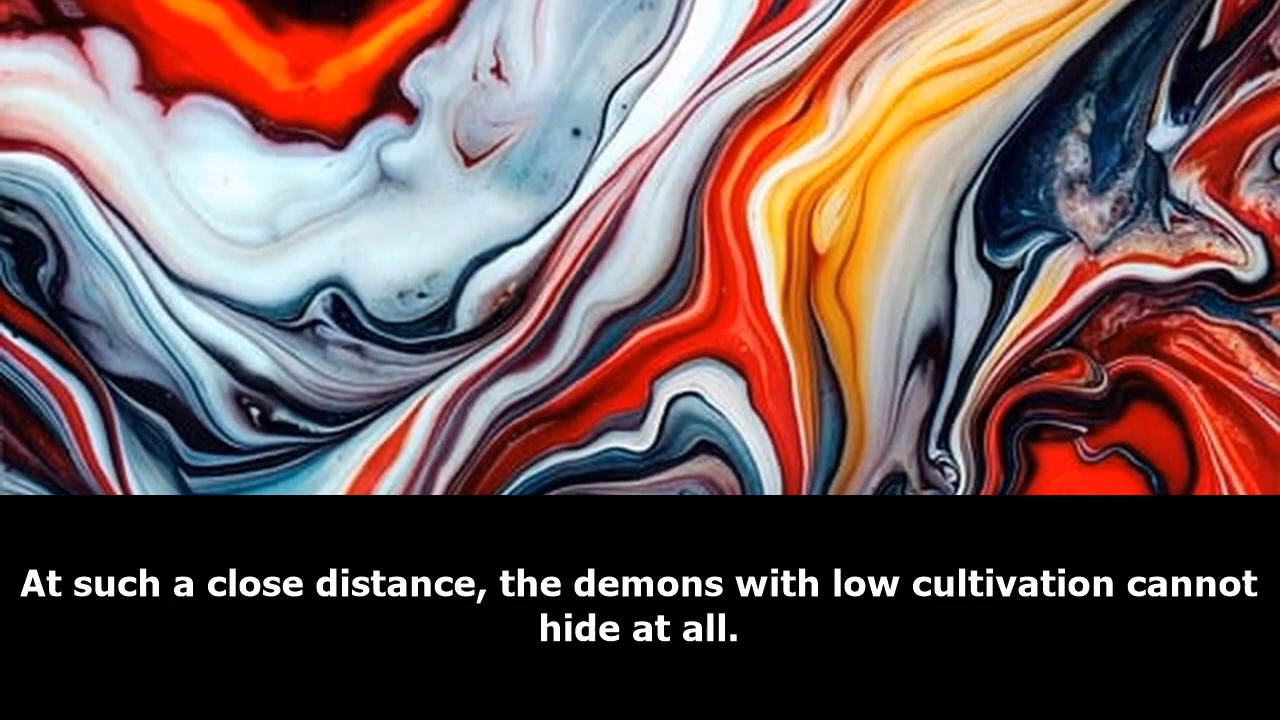 At such a close distance, the demons with low cultivation cannot
hide at all.